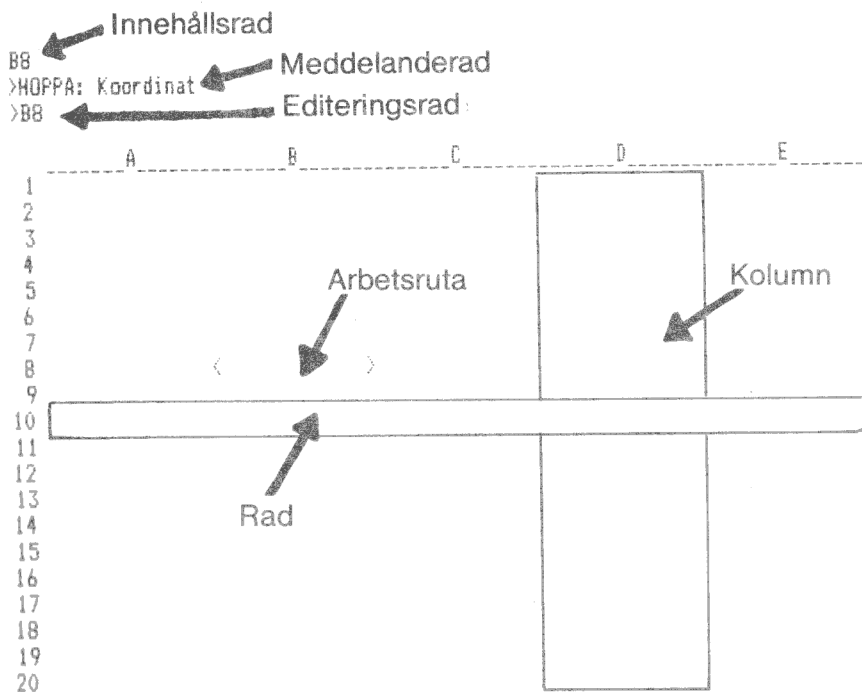 Innehållsrad
B8
Meddelanderad
>HOPPA: Koordinat
Editeringsrad
>B8
A B C D E
1
2
3
4
5
Arbetsruta
Kolumn
6
7
8 < >
9
10
11
12
13
Rad
14
15
16
17
18
19
20